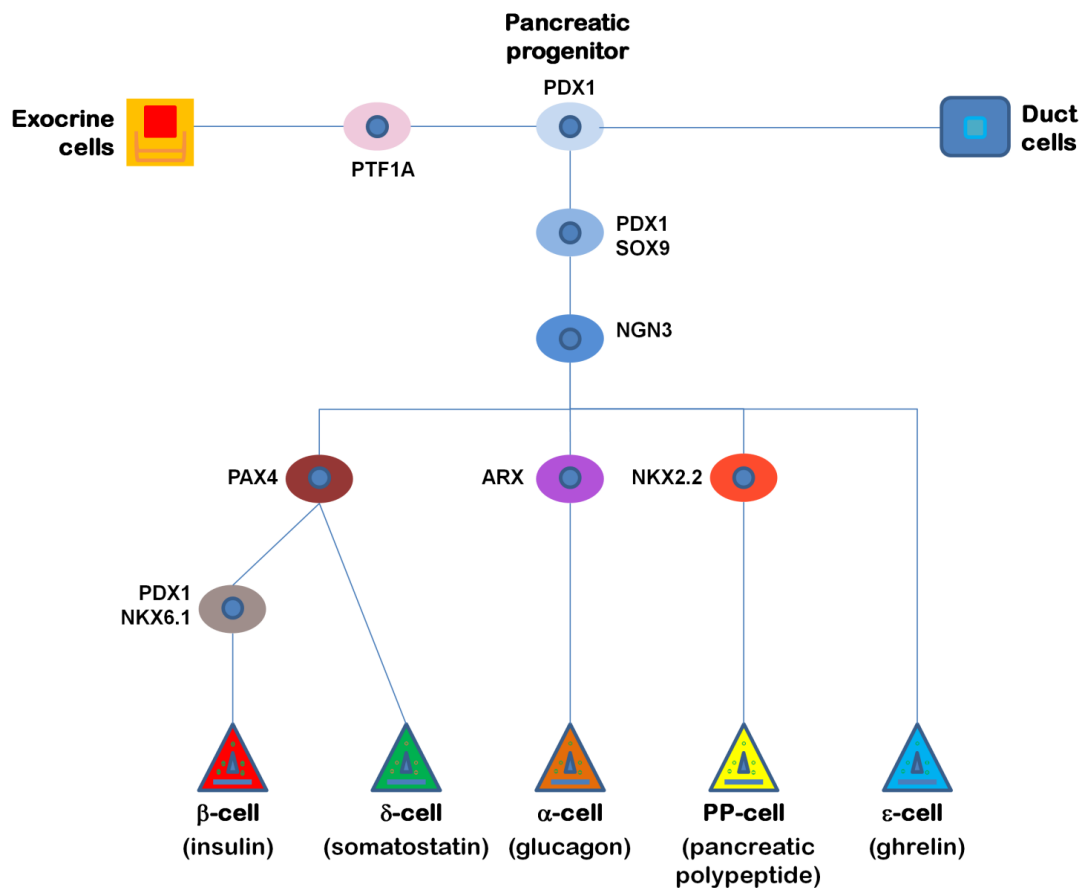 Pancreatic
progenitor
PDX1
Exocrine
cells
PTF1A
Duct
cells
PDX1
SOX9
NGN3
PAX4
ARX
NKX2.2
PDX1
NKX6.1
β-cell
(insulin)
δ-cell
(somatostatin)
α-cell
(glucagon)
PP-cell
(pancreatic
polypeptide)
ε-cell
(ghrelin)